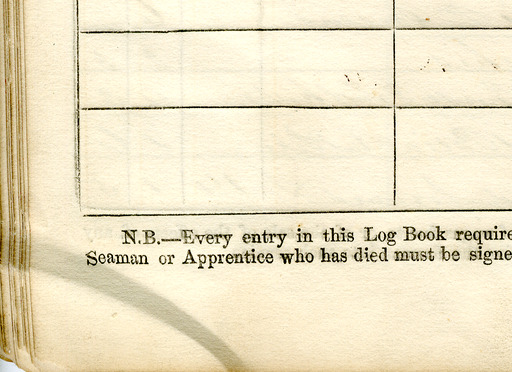 N.B.—Every entry in this Log Book require
Seaman or Apprentice who has died must be signe